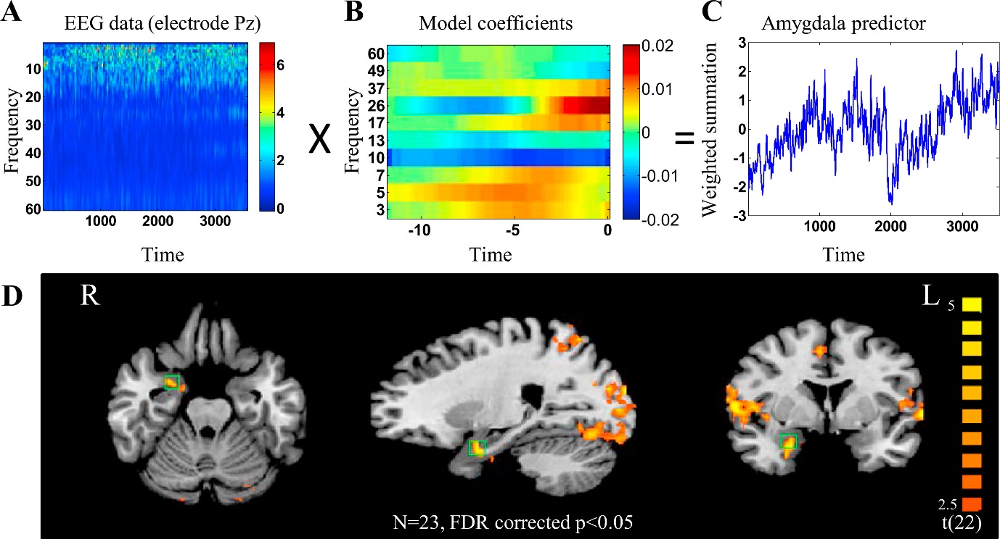 A
EEG data (electrode Pz)
Frequency
10
20
30
40
50
60
1000
2000
3000
Time
6
4
2
0
X
B
Model coefficients
Frequency
60
49
37
26
17
13
10
7
5
3
-10
-5
0
Time
0.02
0.01
0
-0.01
-0.02
=
C
Amygdala predictor
Weighted summation
3
2
1
0
-1
-2
-3
1000
2000
3000
Time
D
R
L
5
2.5
t(22)
N=23, FDR corrected p<0.05